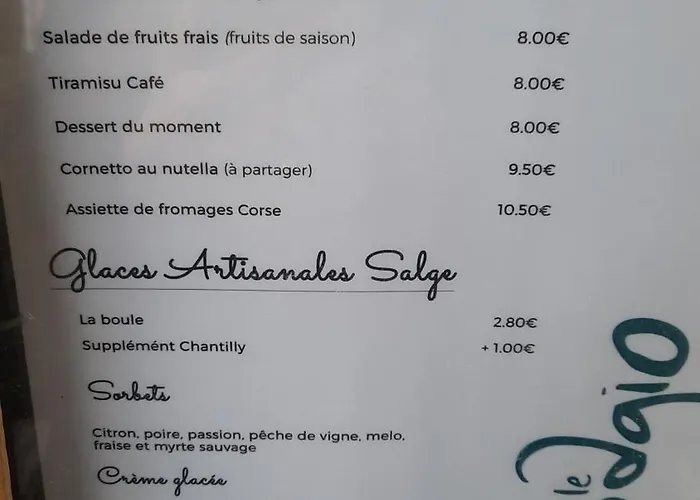 Salade de fruits frais (fruits de saison) 8.00€
Tiramisu Café 8.00€
Dessert du moment 8.00€
Cornetto au nutella (à partager) 9.50€
Assiette de fromages Corse 10.50€
Glaces Artisanales Salge
La boule 2.80€
Supplémént Chantilly + 1.00€
Sorbets
Citron, poire, passion, pêche de vigne, melo,
fraise et myrte sauvage
Crème glacée
le